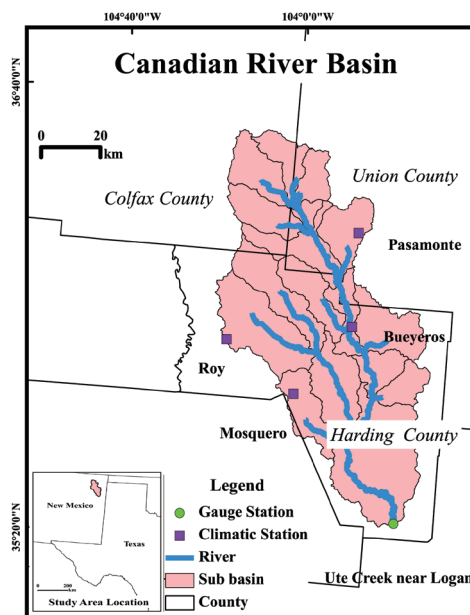 104°40'0"W
104°0'0"
36°40'0"N
Canadian River Basin
0 20
km
Colfax County
Union County
Pasamonte
Bueyeros
Roy
Mosquero
Harding County
Legend
Gauge Station
Climatic Station
River
Sub basin
County
New Mexico
Texas
0 200
km
Study Area Location
35°20'0"N
Ute Creek near Logan